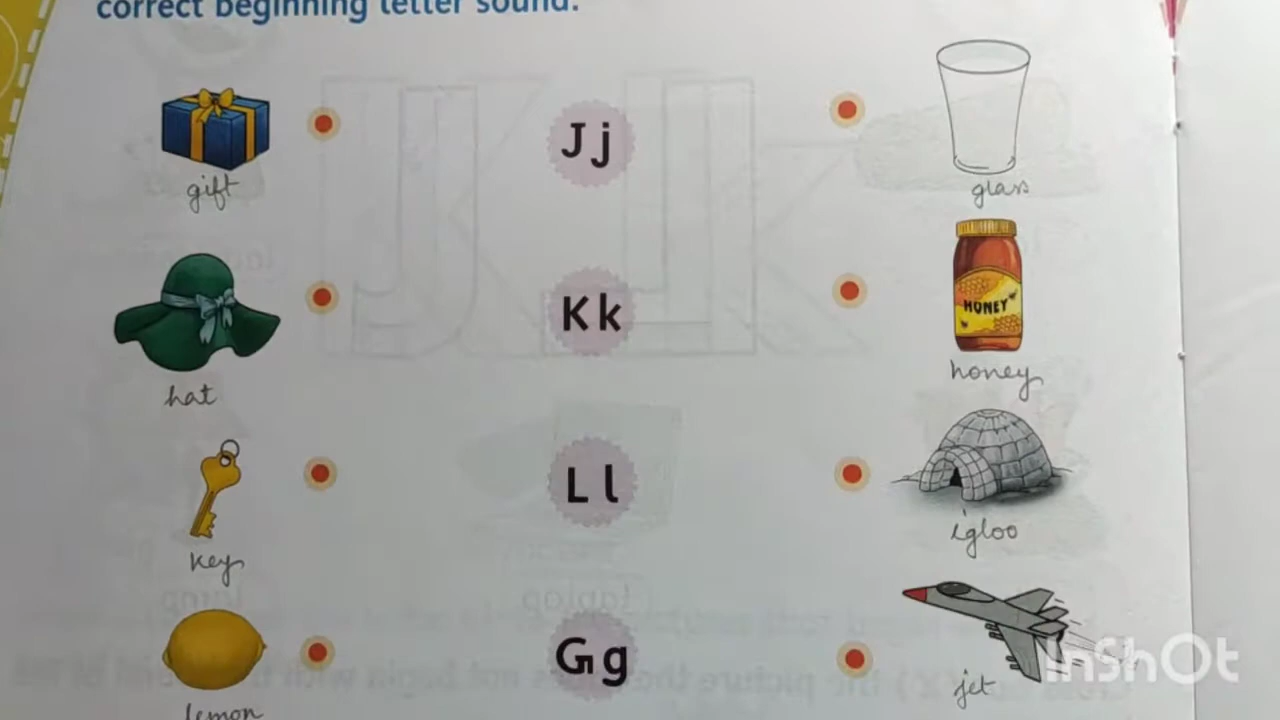 correct beginning letter sound.
gift
Jj
glass
hat
Kk
HONEY
honey
key
Ll
igloo
lemon
Gg
jet
InShOt